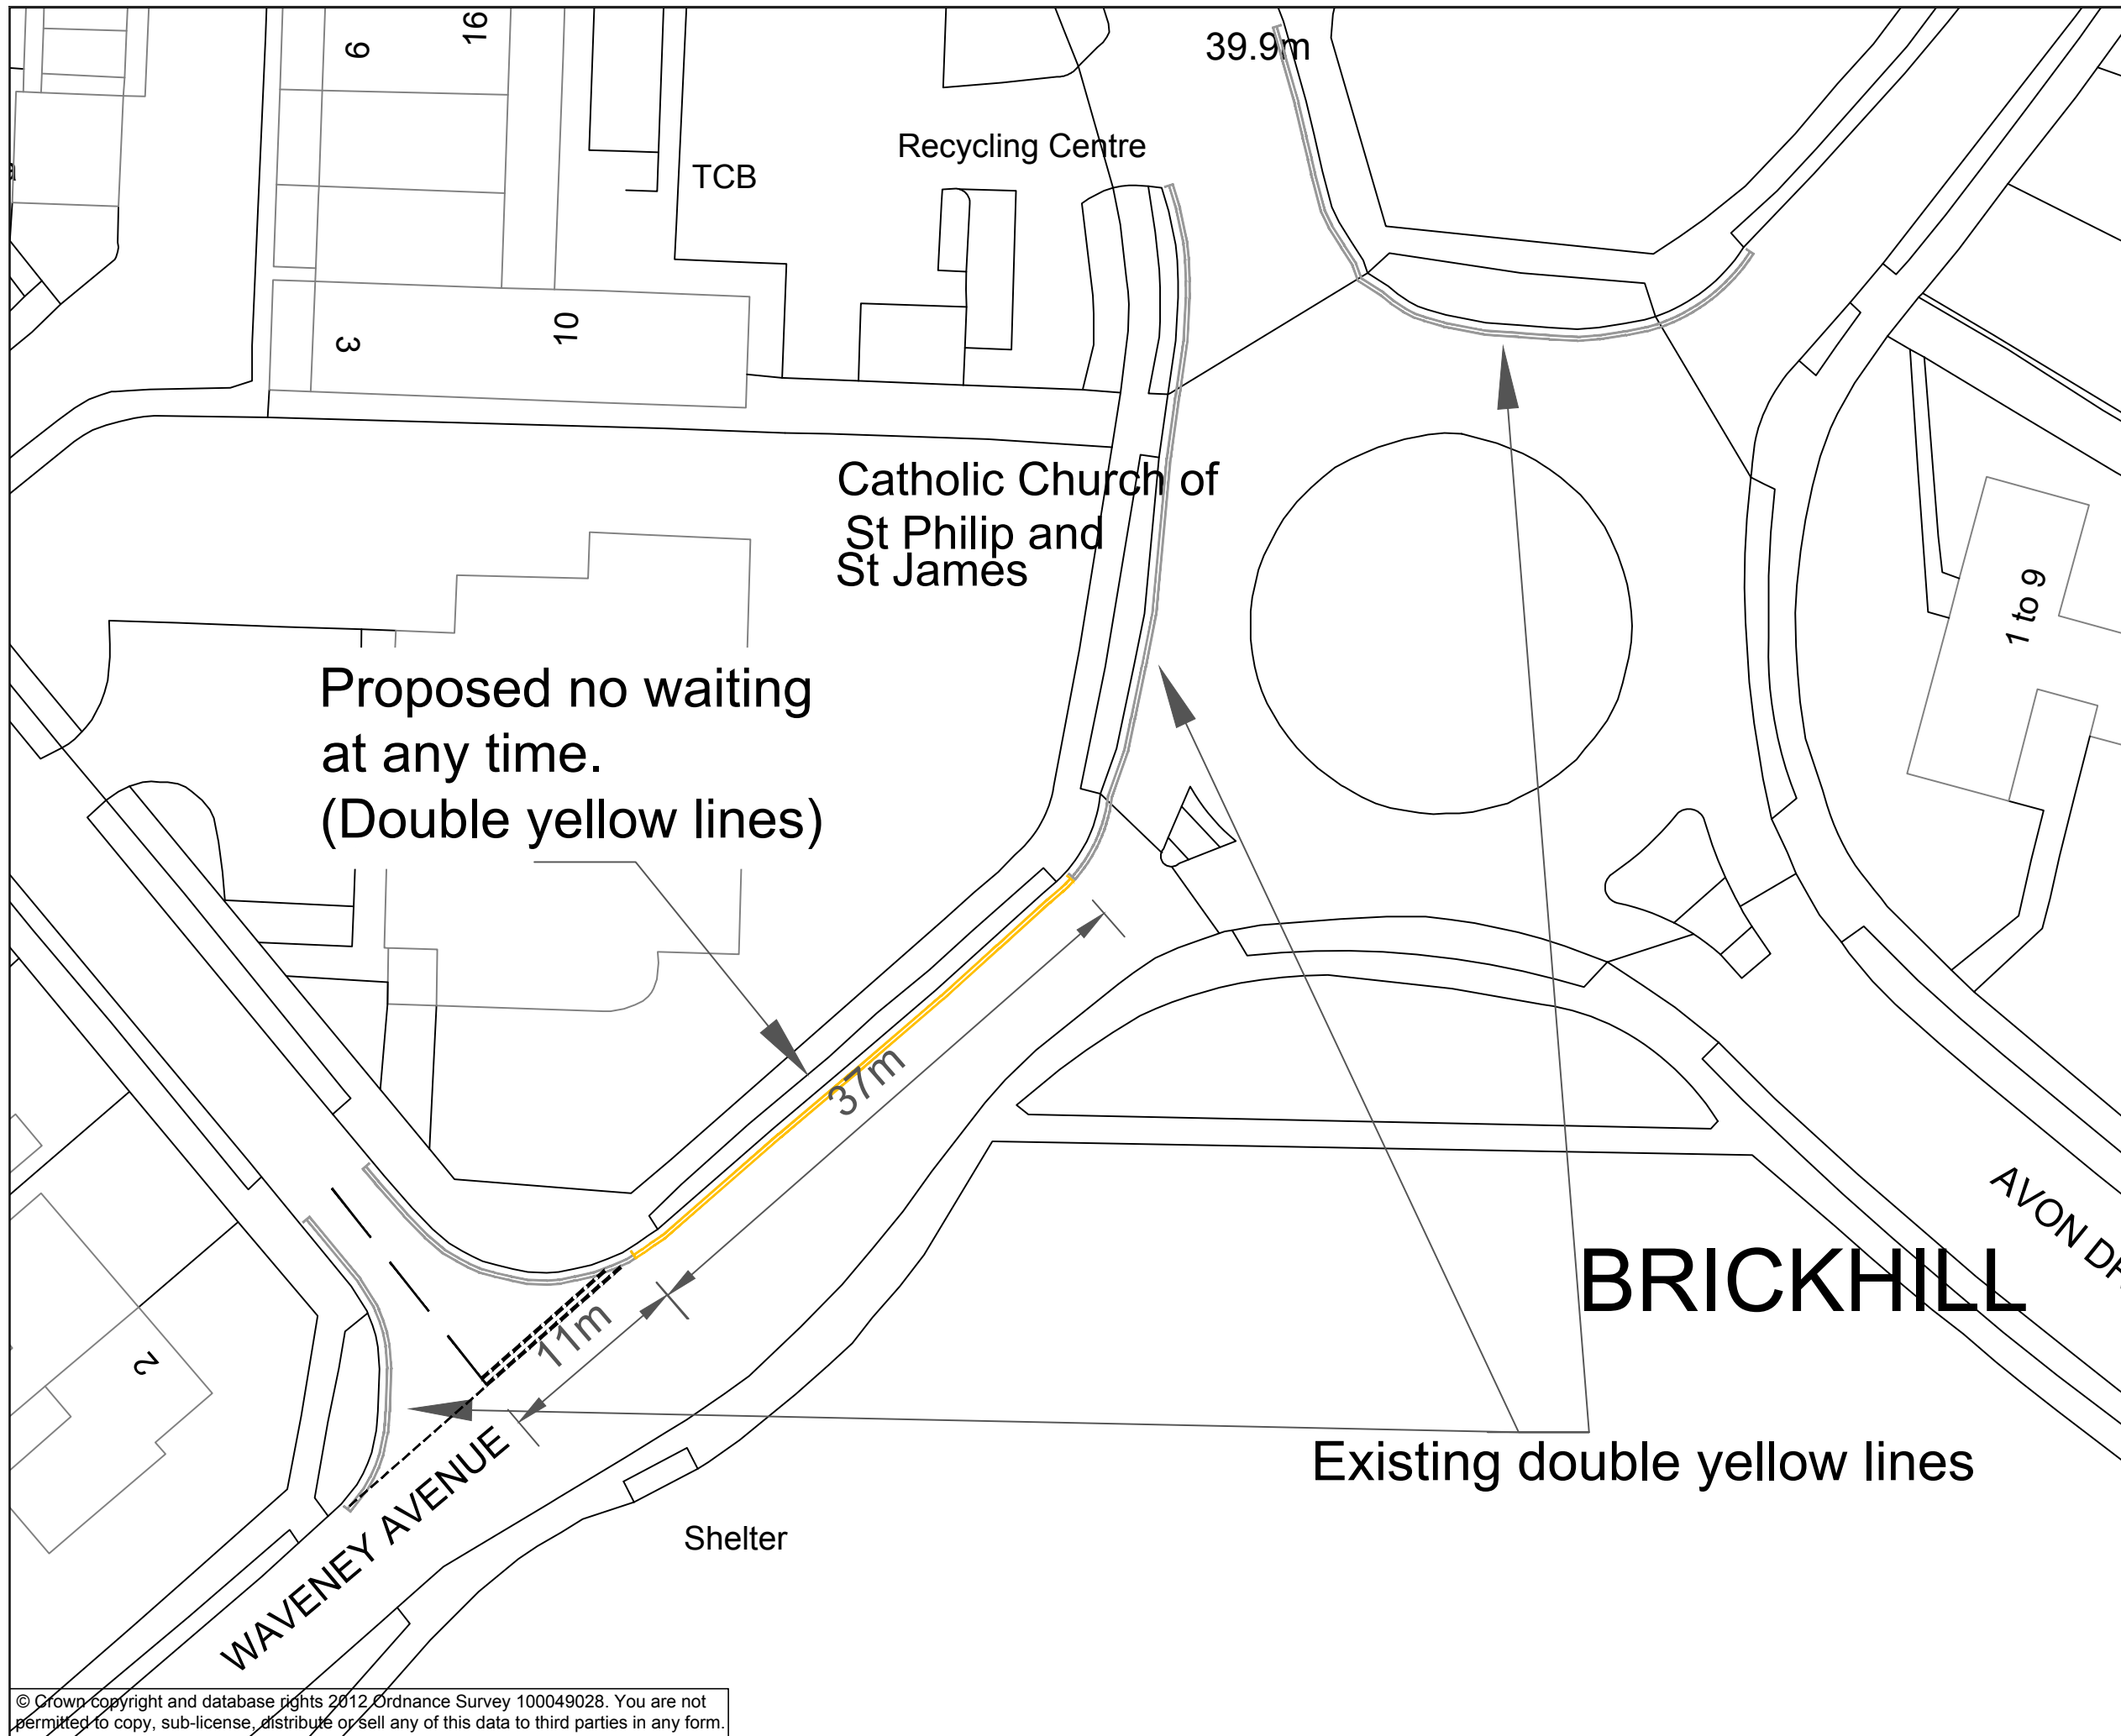 6
16
39.9m
Recycling Centre
TCB
3
10
Catholic Church of
St Philip and
St James
1 to 9
Proposed no waiting
at any time.
(Double yellow lines)
37m
AVON
BRICKHILL
11m
2
Existing double yellow lines
WAVENEY AVENUE
Shelter
© Crown copyright and database rights 2012 Ordnance Survey 100049028. You are not
permitted to copy, sub-license, distribute or sell any of this data to third parties in any form.